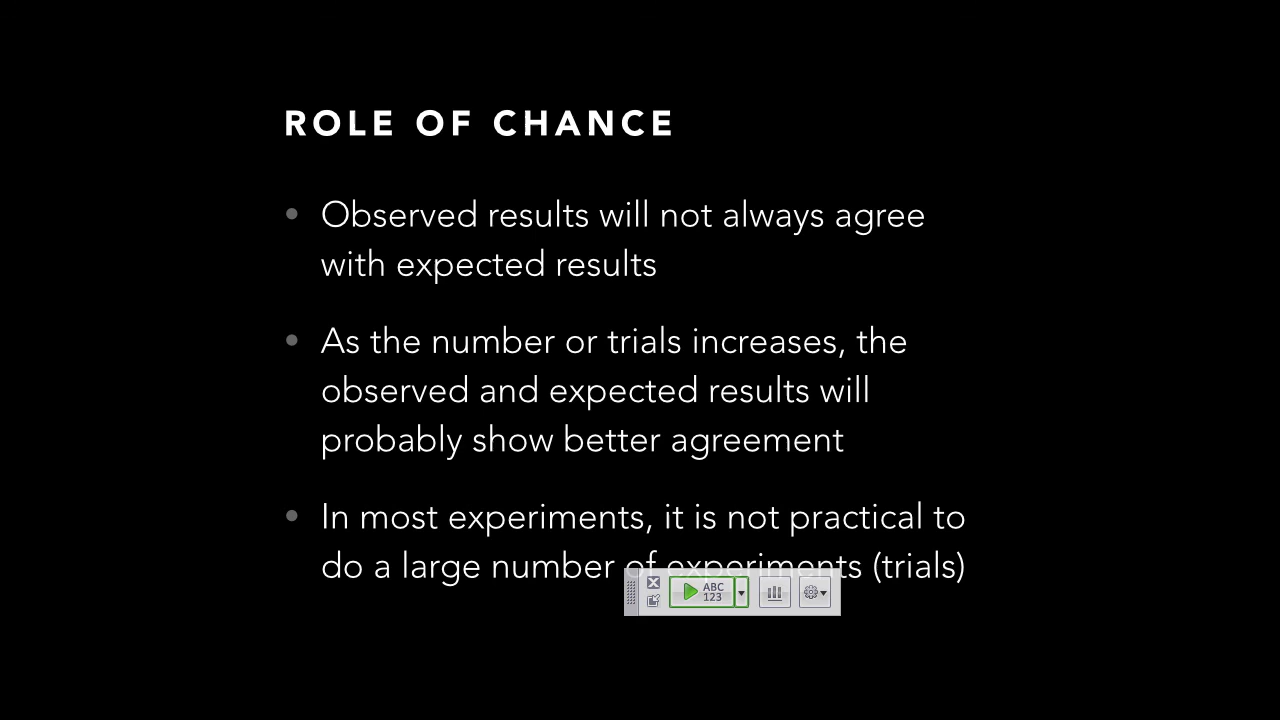 ROLE OF CHANCE
• Observed results will not always agree
with expected results
• As the number or trials increases, the
observed and expected results will
probably show better agreement
• In most experiments, it is not practical to
do a large number of experiments (trials)
ABC
123